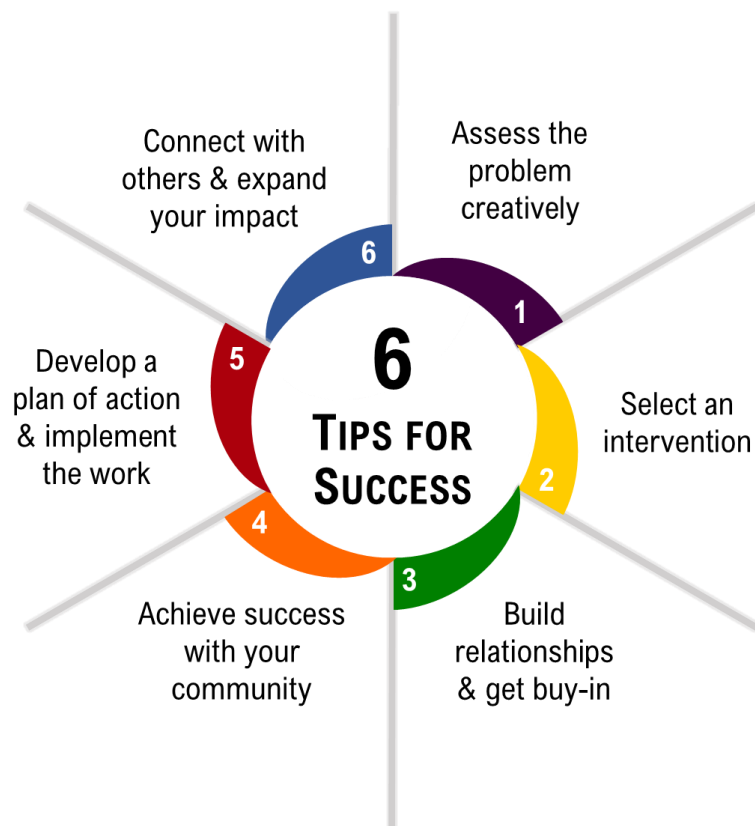 6
TIPS FOR
SUCCESS
1
Assess the
problem
creatively
2
Select an
intervention
3
Build
relationships
& get buy-in
4
Achieve success
with your
community
5
Develop a
plan of action
& implement
the work
6
Connect with
others & expand
your impact